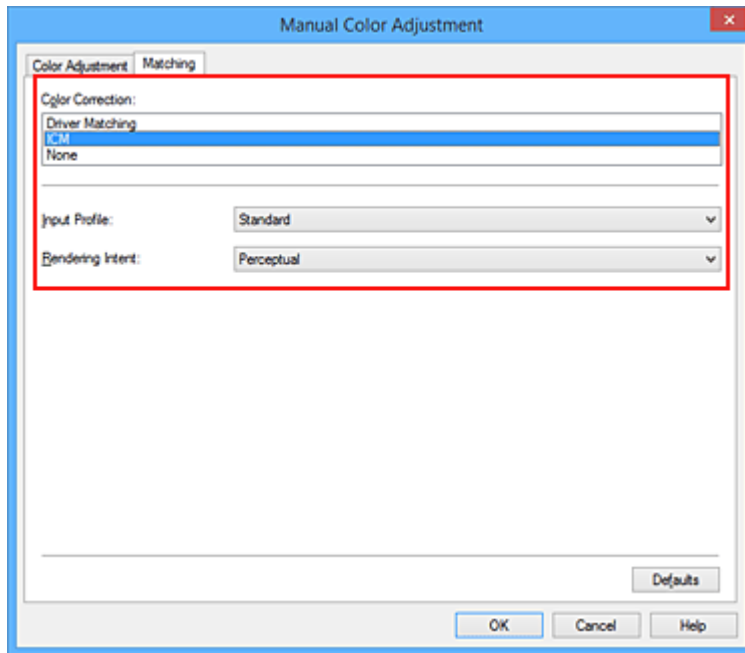 Manual Color Adjustment
Color Adjustment Matching
Color Correction:
Driver Matching
ICM
None
Input Profile: Standard
Rendering Intent: Perceptual
Defaults
OK Cancel Help